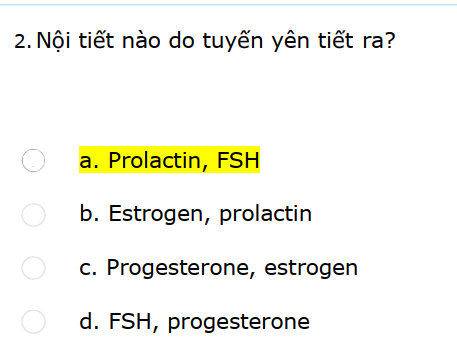 2. Nội tiết nào do tuyến yên tiết ra?
a. Prolactin, FSH
b. Estrogen, prolactin
c. Progesterone, estrogen
d. FSH, progesterone